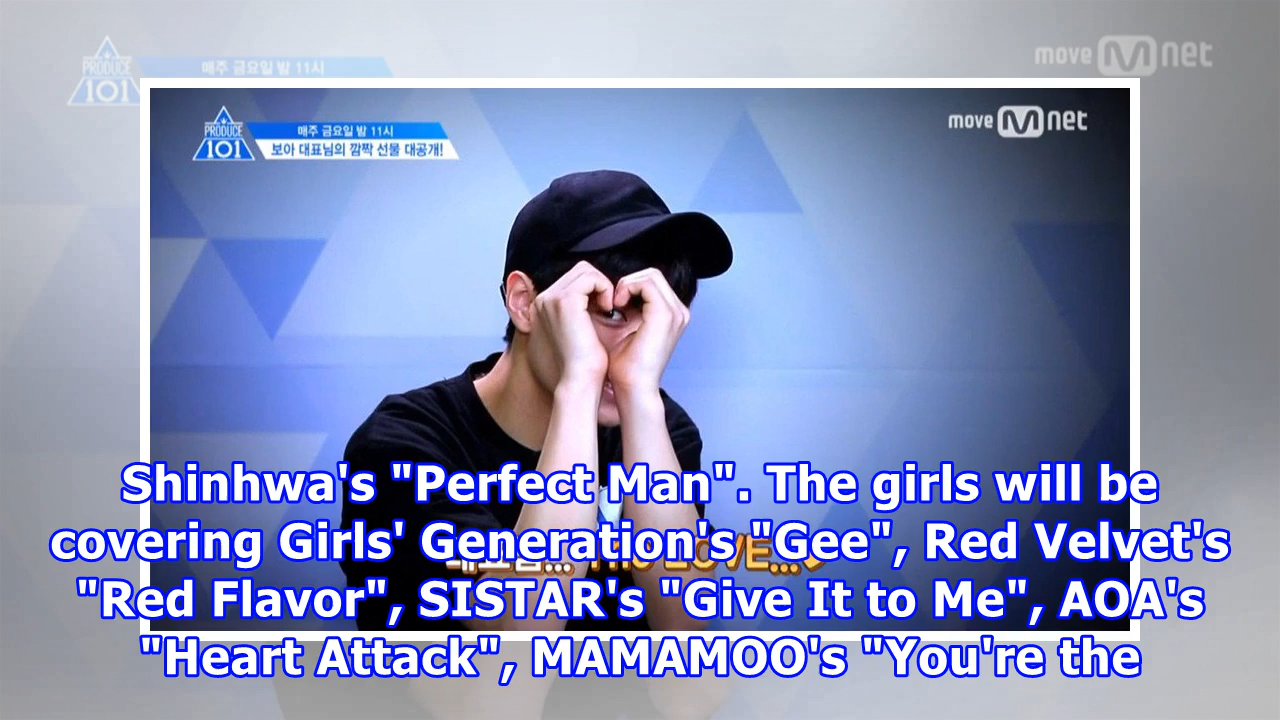 PRODUCE
101
매주 금요일 밤 11시
move Mnet
PRODUCE
101
매주 금요일 밤 11시
보아 대표님의 깜짝 선물 대공개!
move Mnet
Shinhwa's "Perfect Man". The girls will be
covering Girls' Generation's "Gee", Red Velvet's
"Red Flavor", SISTAR's "Give It to Me", AOA's
"Heart Attack", MAMAMOO's "You're the